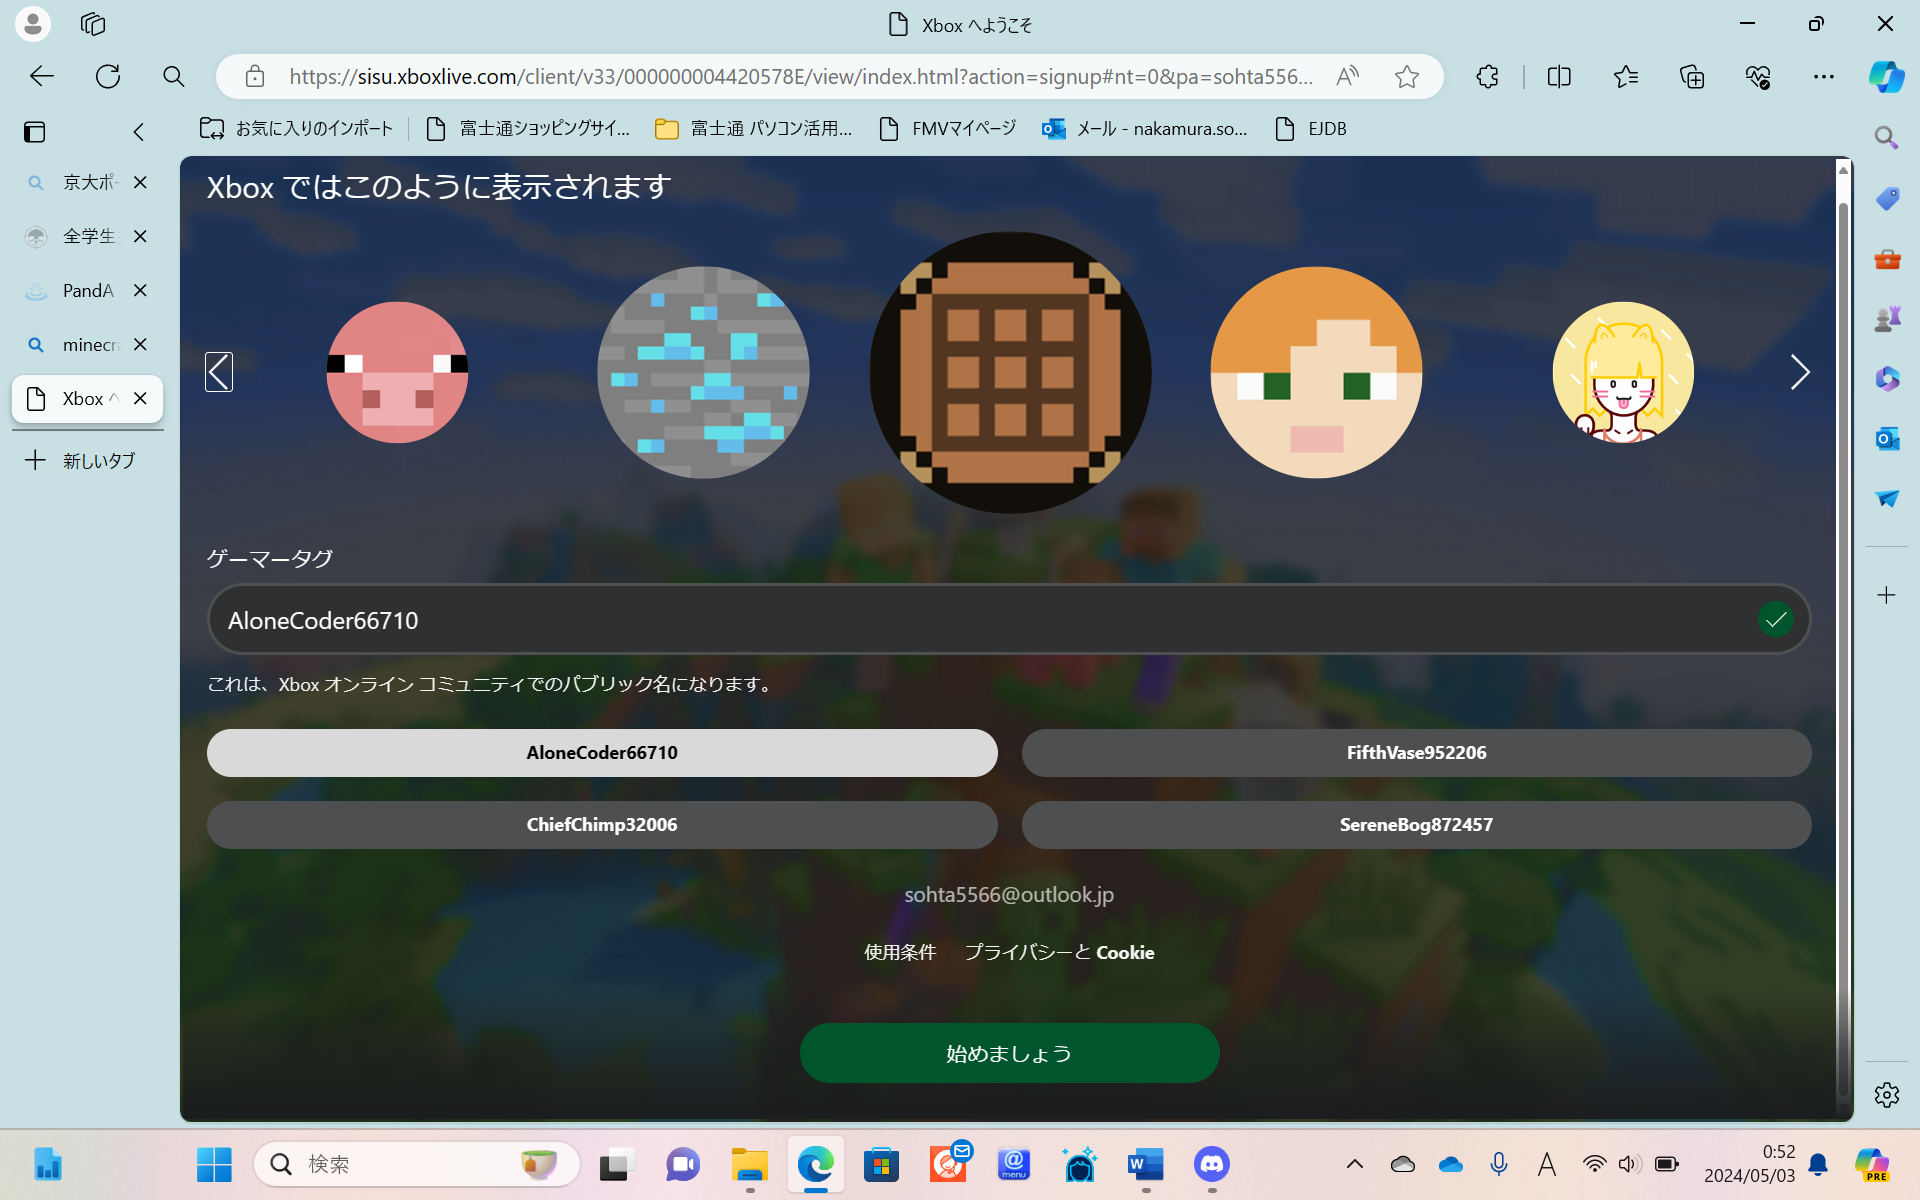 Xbox へようこそ
https://sisu.xboxlive.com/client/v33/000000004420578E/view/index.html?action=signup#nt=0&pa=sohta556...
お気に入りのインポート
富士通ショッピングサイ...
富士通 パソコン活用...
FMVマイページ
メール - nakamura.so...
EJDB
京大ポ
全学生
PandA
minecr
Xbox へ
新しいタブ
Xbox ではこのように表示されます
ゲーマータグ
AloneCoder66710
これは、Xbox オンライン コミュニティでのパブリック名になります。
AloneCoder66710
FifthVase952206
ChiefChimp32006
SereneBog872457
sohta5566@outlook.jp
使用条件
プライバシーと Cookie
始めましょう
検索
menu
A
0:52
2024/05/03
PRE